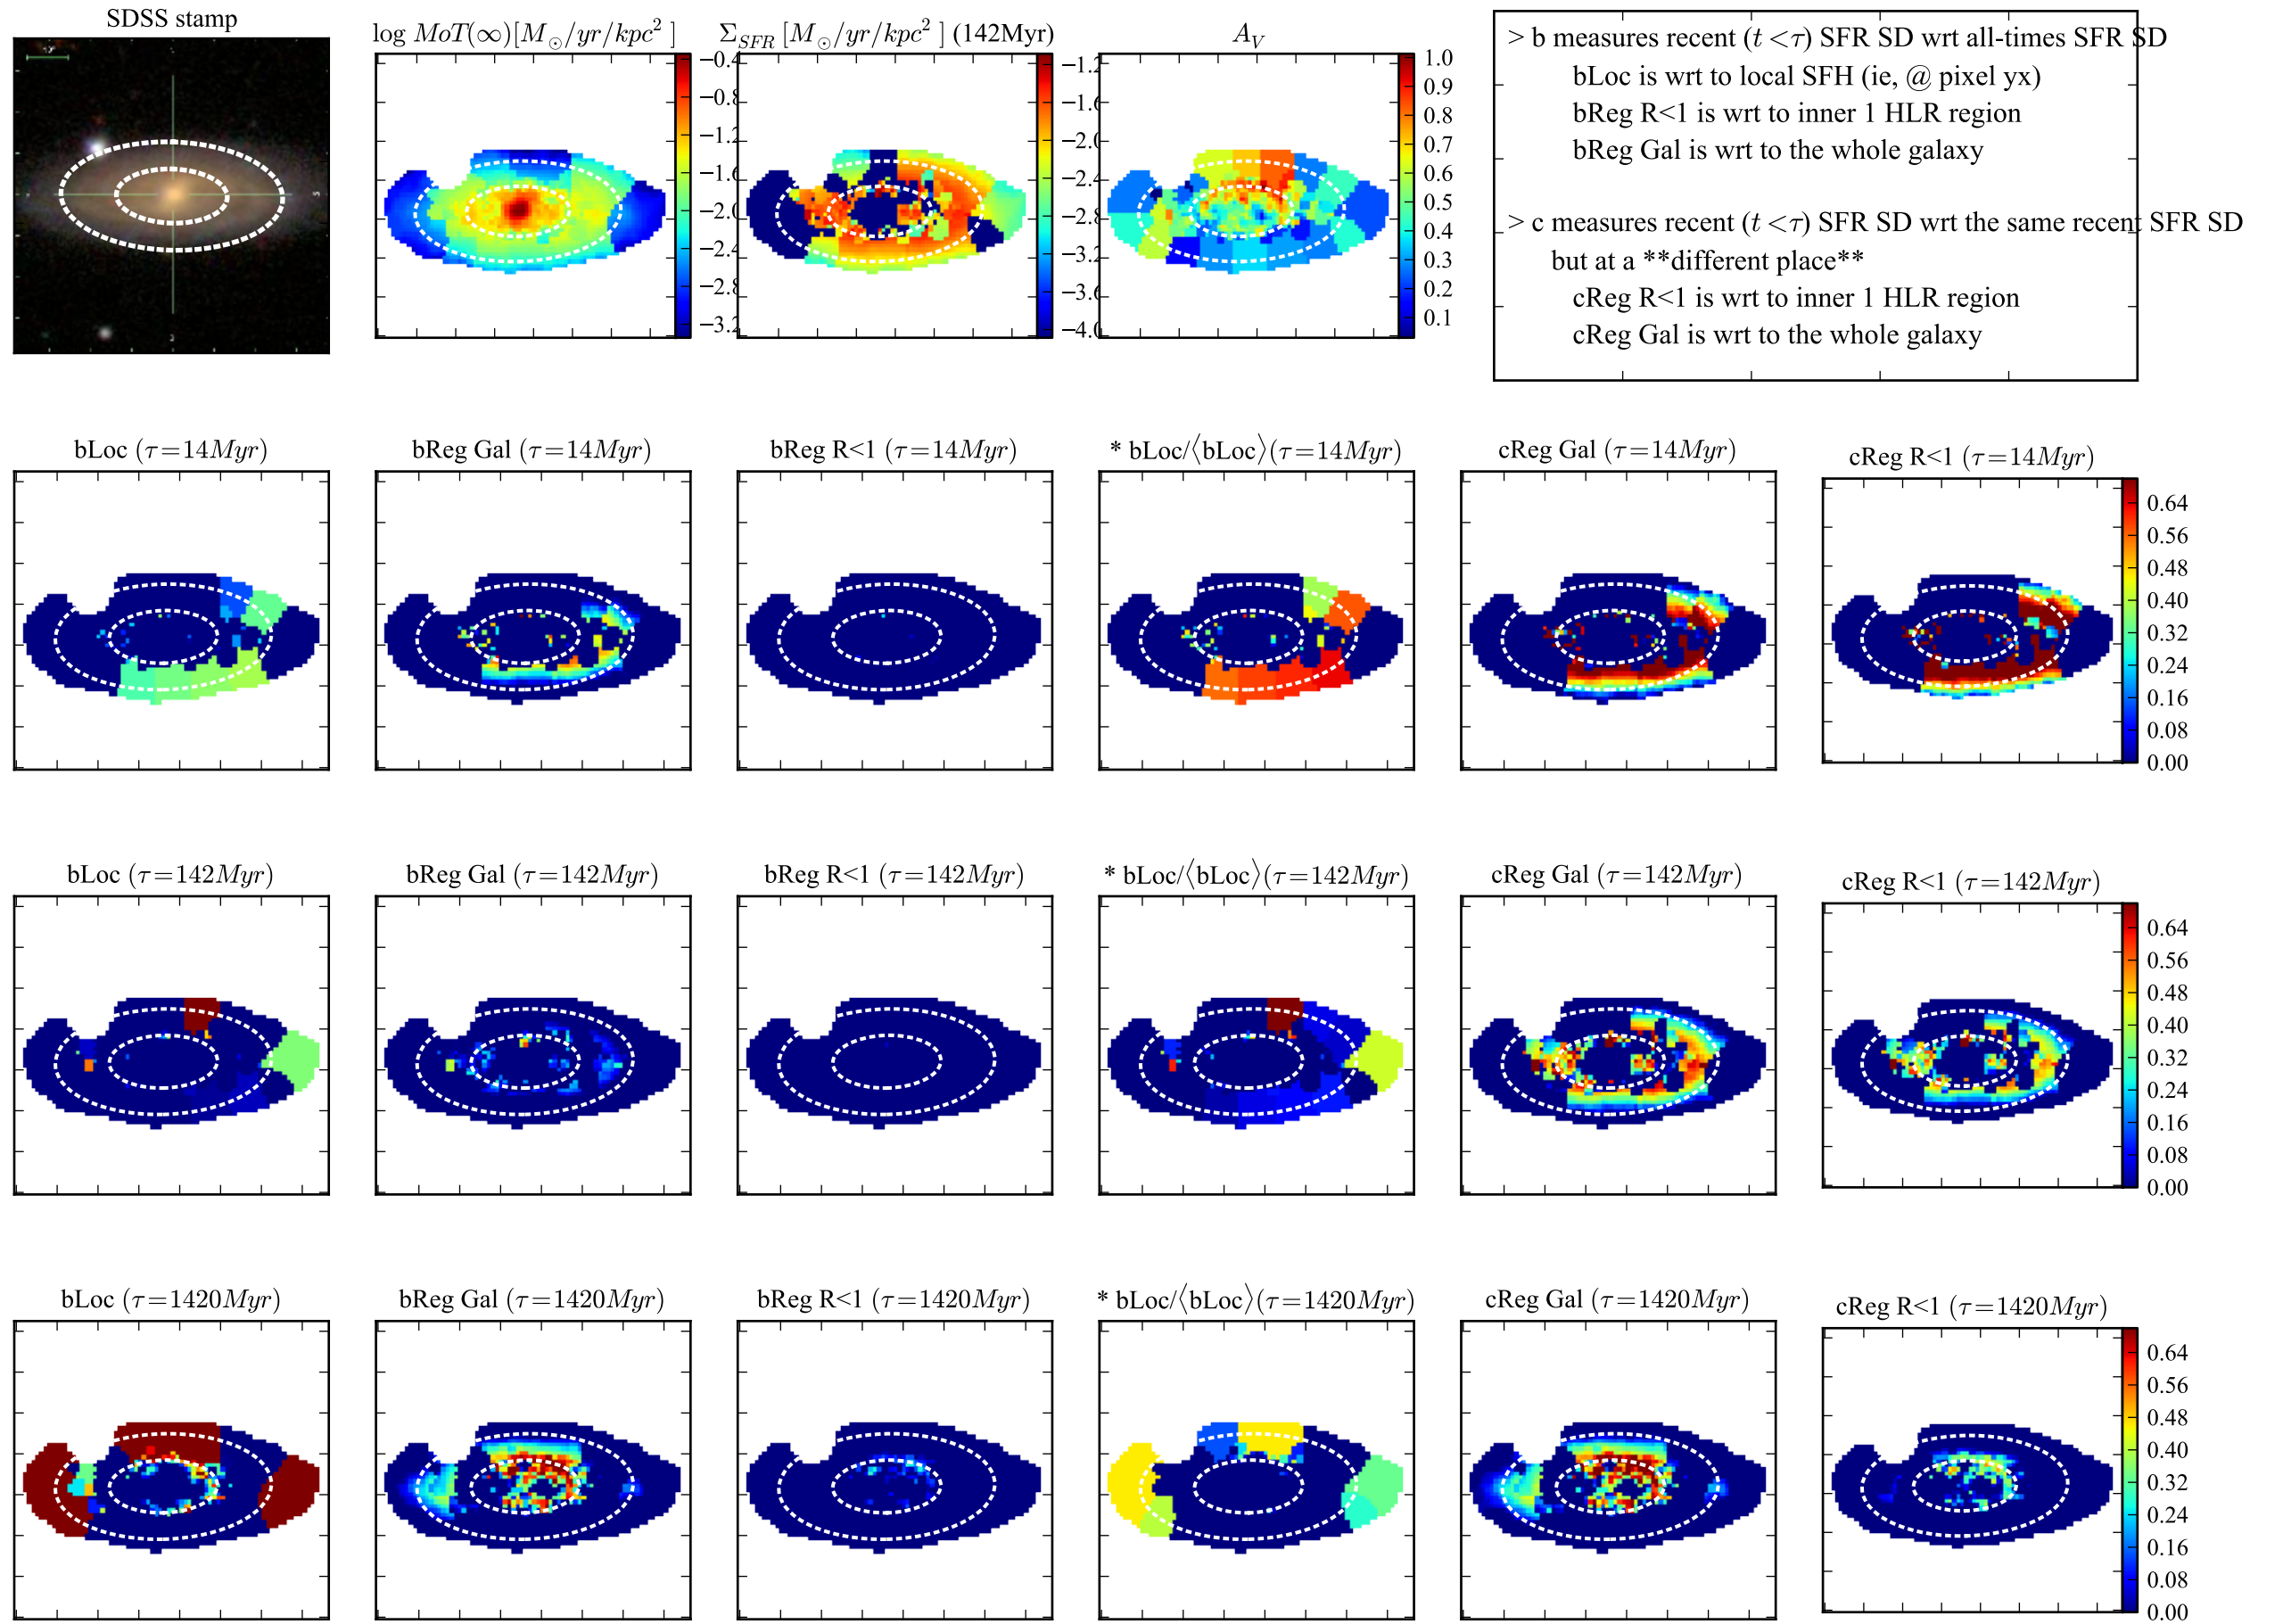 SDSS stamp
log MoT(∞)[M⊙/yr/kpc² ]
Σ_SFR [M⊙/yr/kpc² ] (142Myr)
A_V
−0.4
−0.8
−1.2
−1.6
−2.0
−2.4
−2.8
−3.2
−1.2
−1.6
−2.0
−2.4
−2.8
−3.2
−3.6
−4.0
1.0
0.9
0.8
0.7
0.6
0.5
0.4
0.3
0.2
0.1
> b measures recent (t <τ) SFR SD wrt all-times SFR SD
bLoc is wrt to local SFH (ie, @ pixel yx)
bReg R<1 is wrt to inner 1 HLR region
bReg Gal is wrt to the whole galaxy
> c measures recent (t <τ) SFR SD wrt the same recent SFR SD
but at a **different place**
cReg R<1 is wrt to inner 1 HLR region
cReg Gal is wrt to the whole galaxy
bLoc (τ=14Myr)
bReg Gal (τ=14Myr)
bReg R<1 (τ=14Myr)
* bLoc/⟨bLoc⟩(τ=14Myr)
cReg Gal (τ=14Myr)
cReg R<1 (τ=14Myr)
0.64
0.56
0.48
0.40
0.32
0.24
0.16
0.08
0.00
bLoc (τ=142Myr)
bReg Gal (τ=142Myr)
bReg R<1 (τ=142Myr)
* bLoc/⟨bLoc⟩(τ=142Myr)
cReg Gal (τ=142Myr)
cReg R<1 (τ=142Myr)
0.64
0.56
0.48
0.40
0.32
0.24
0.16
0.08
0.00
bLoc (τ=1420Myr)
bReg Gal (τ=1420Myr)
bReg R<1 (τ=1420Myr)
* bLoc/⟨bLoc⟩(τ=1420Myr)
cReg Gal (τ=1420Myr)
cReg R<1 (τ=1420Myr)
0.64
0.56
0.48
0.40
0.32
0.24
0.16
0.08
0.00